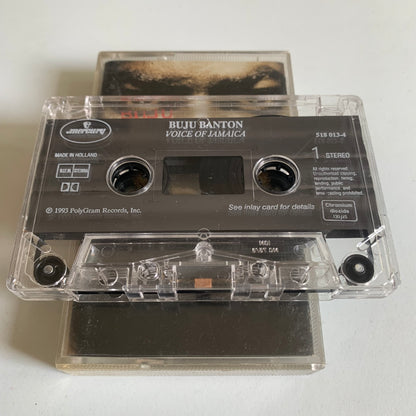 mercury
BUJU BANTON
VOICE OF JAMAICA
518 013-4
MADE IN HOLLAND
1 STEREO
All rights reserved.
Unauthorized copying,
reproduction, hiring,
lending, public
performance and
broadcasting prohibited.
℗ 1993 PolyGram Records, Inc.
See inlay card for details
Chromium
dioxide
120 µS